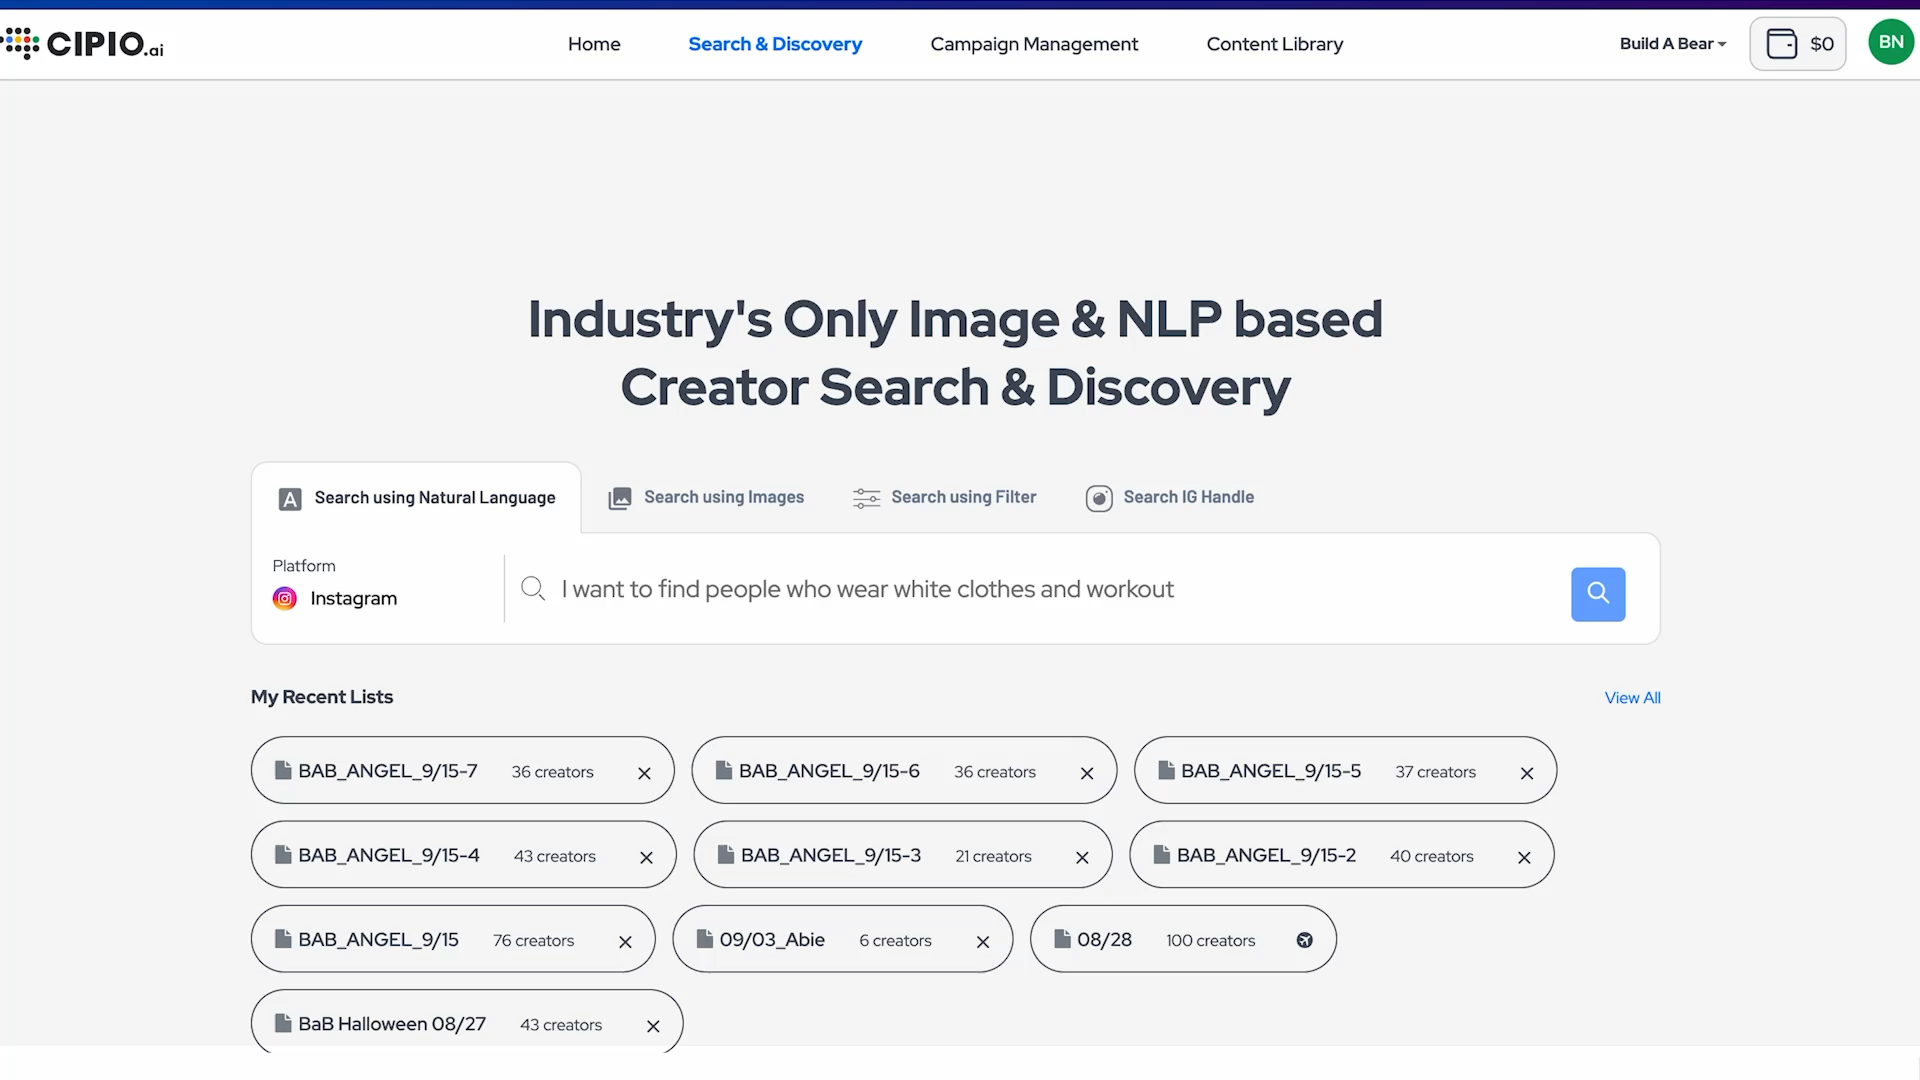 CIPIO.ai
Home
Search & Discovery
Campaign Management
Content Library
Build A Bear
$0
BN
Industry's Only Image & NLP based
Creator Search & Discovery
A
Search using Natural Language
Search using Images
Search using Filter
Search IG Handle
Platform
Instagram
I want to find people who wear white clothes and workout
My Recent Lists
View All
BAB_ANGEL_9/15-7 36 creators
BAB_ANGEL_9/15-6 36 creators
BAB_ANGEL_9/15-5 37 creators
BAB_ANGEL_9/15-4 43 creators
BAB_ANGEL_9/15-3 21 creators
BAB_ANGEL_9/15-2 40 creators
BAB_ANGEL_9/15 76 creators
09/03_Abie 6 creators
08/28 100 creators
BaB Halloween 08/27 43 creators